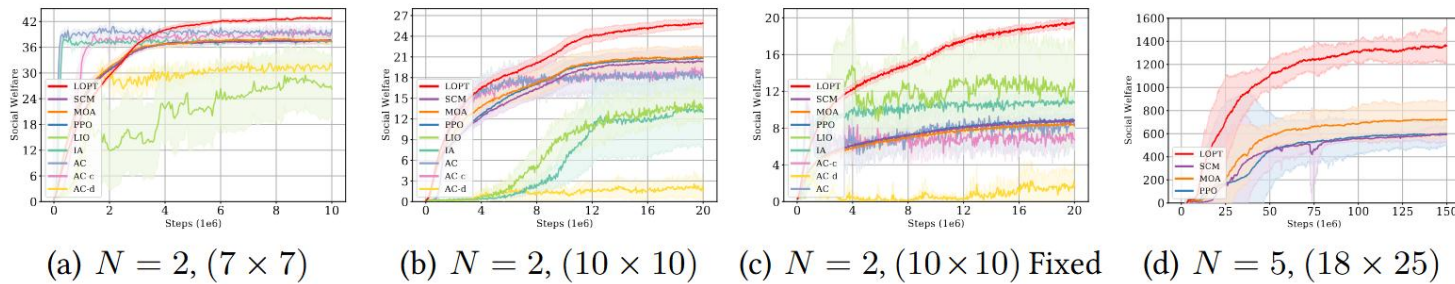 42
36
30
24
18
12
6
0
Social Welfare
LOPT
SCM
MOA
PPO
LIO
IA
AC
AC-c
AC-d
0 2 4 6 8 10
Steps (1e6)
(a) N = 2, (7 × 7)
27
24
21
18
15
12
9
6
3
0
Social Welfare
LOPT
SCM
MOA
PPO
LIO
IA
AC
AC-c
AC-d
0 4 8 12 16 20
Steps (1e6)
(b) N = 2, (10 × 10)
20
18
16
14
12
10
8
6
4
2
0
Social Welfare
LOPT
SCM
MOA
PPO
LIO
IA
AC-c
AC-d
AC
0 4 8 12 16 20
Steps (1e6)
(c) N = 2, (10×10) Fixed
1600
1400
1200
1000
800
600
400
200
0
Social Welfare
LOPT
SCM
MOA
PPO
0 25 50 75 100 125 150
Steps (1e6)
(d) N = 5, (18 × 25)